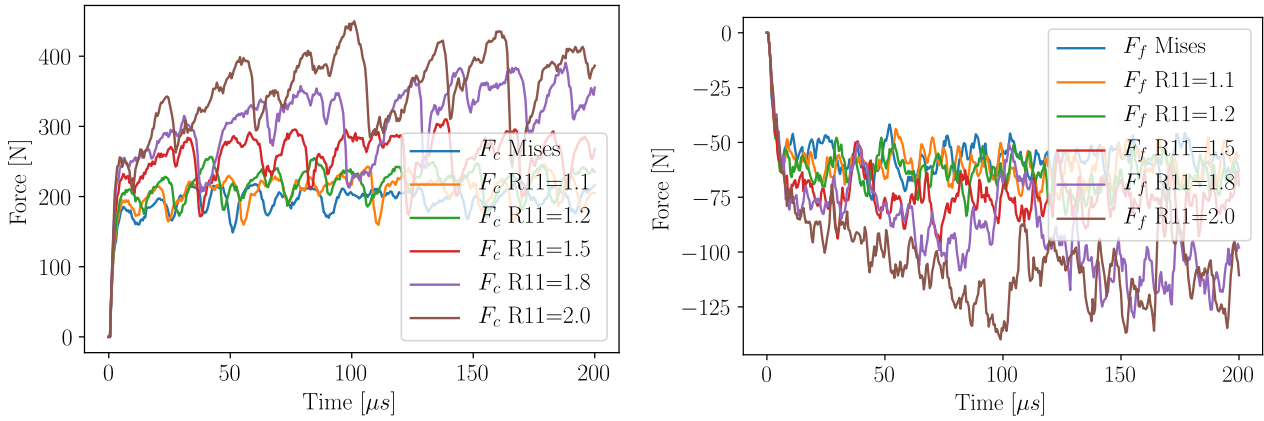 400
300
200
100
0
Force [N]
0 50 100 150 200
Time [μs]
F_c Mises
F_c R11=1.1
F_c R11=1.2
F_c R11=1.5
F_c R11=1.8
F_c R11=2.0
0
−25
−50
−75
−100
−125
Force [N]
0 50 100 150 200
Time [μs]
F_f Mises
F_f R11=1.1
F_f R11=1.2
F_f R11=1.5
F_f R11=1.8
F_f R11=2.0